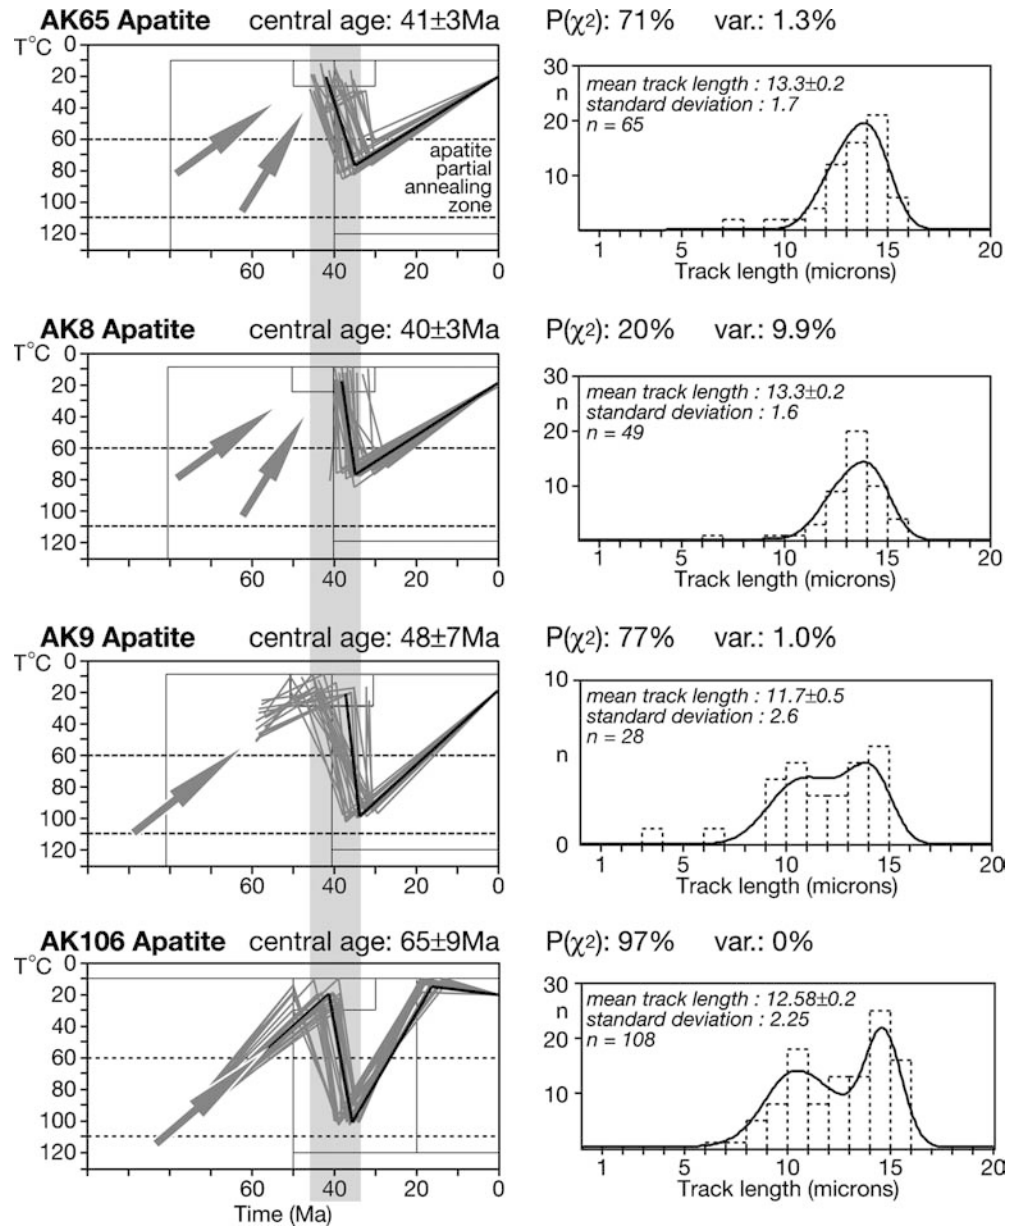 AK65 Apatite central age: 41±3Ma P(χ2): 71% var.: 1.3%
T°C
0
20
40
60
80
100
120
apatite
partial
annealing
zone
60 40 20 0
30
n
20
10
mean track length : 13.3±0.2
standard deviation : 1.7
n = 65
1 5 10 15 20
Track length (microns)
AK8 Apatite central age: 40±3Ma P(χ2): 20% var.: 9.9%
T°C
0
20
40
60
80
100
120
60 40 20 0
30
n
20
10
mean track length : 13.3±0.2
standard deviation : 1.6
n = 49
1 5 10 15 20
Track length (microns)
AK9 Apatite central age: 48±7Ma P(χ2): 77% var.: 1.0%
T°C
0
20
40
60
80
100
120
60 40 20 0
10
n
0
mean track length : 11.7±0.5
standard deviation : 2.6
n = 28
1 5 10 15 20
Track length (microns)
AK106 Apatite central age: 65±9Ma P(χ2): 97% var.: 0%
T°C
0
20
40
60
80
100
120
60 40 20 0
Time (Ma)
30
n
20
10
mean track length : 12.58±0.2
standard deviation : 2.25
n = 108
1 5 10 15 20
Track length (microns)